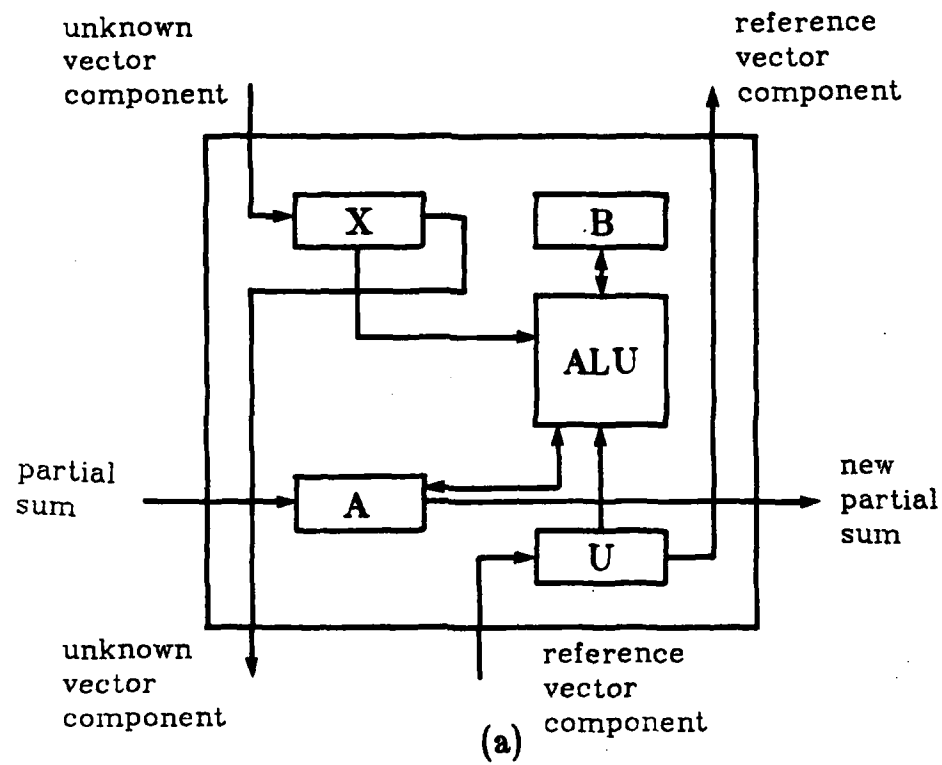 unknown
vector
component
reference
vector
component
X
B
ALU
partial
sum
A
new
partial
sum
U
unknown
vector
component
reference
vector
component
(a)